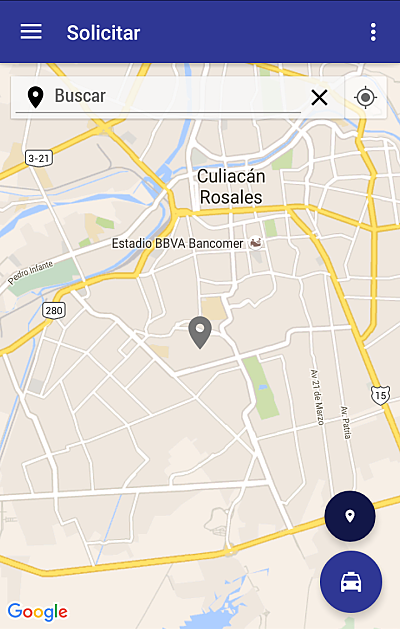 Solicitar
Buscar
3-21
Culiacán
Rosales
Estadio BBVA Bancomer
Pedro Infante
280
Av. 21 de Marzo
Av. Patria
15
Google